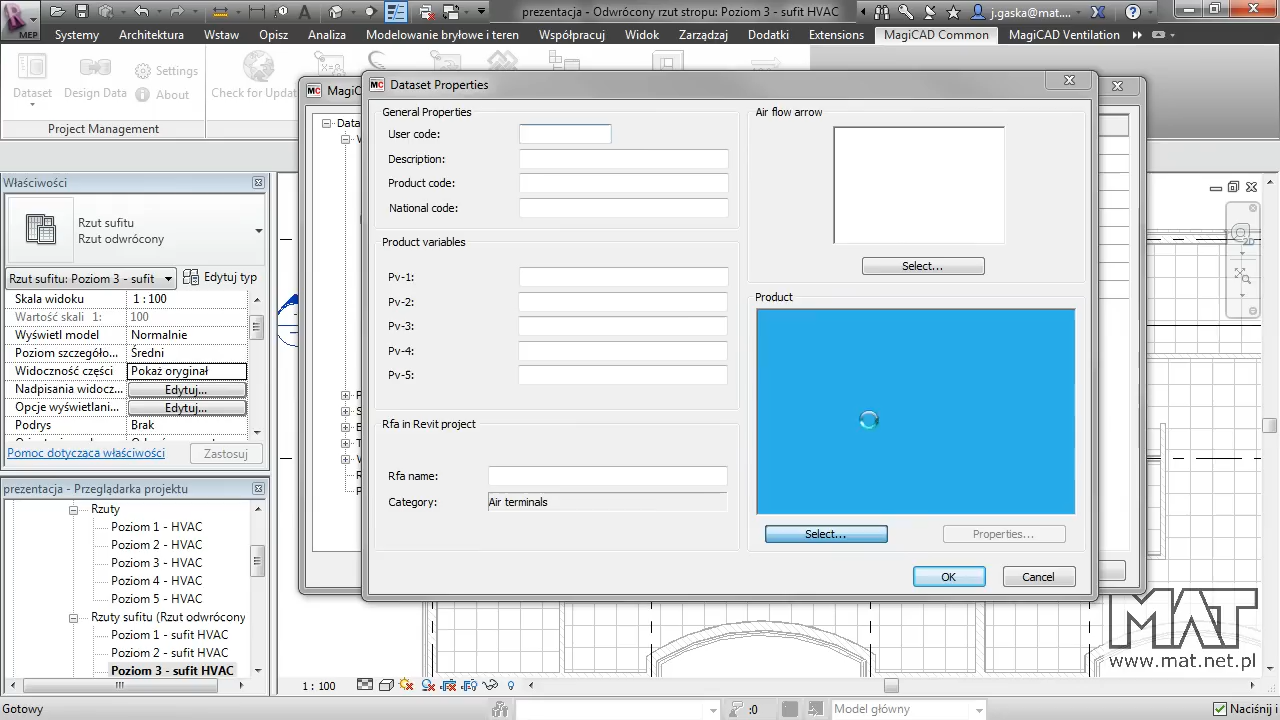 prezentacja - Odwrócony rzut stropu: Poziom 3 - sufit HVAC
j.gaska@mat....
MEP
Systemy
Architektura
Wstaw
Opisz
Analiza
Modelowanie bryłowe i teren
Współpracuj
Widok
Zarządzaj
Dodatki
Extensions
MagiCAD Common
MagiCAD Ventilation
Dataset
Design Data
Settings
About
Check for Updat
Project Management
Właściwości
Rzut sufitu
Rzut odwrócony
Rzut sufitu: Poziom 3 - sufit
Edytuj typ
Skala widoku 1 : 100
Wartość skali 1: 100
Wyświetl model Normalnie
Poziom szczegóło... Średni
Widoczność części Pokaż oryginał
Nadpisania widocz... Edytuj...
Opcje wyświetlani... Edytuj...
Podrys Brak
Pomoc dotycząca właściwości
Zastosuj
prezentacja - Przeglądarka projektu
Rzuty
Poziom 1 - HVAC
Poziom 2 - HVAC
Poziom 3 - HVAC
Poziom 4 - HVAC
Poziom 5 - HVAC
Rzuty sufitu (Rzut odwrócony
Poziom 1 - sufit HVAC
Poziom 2 - sufit HVAC
Poziom 3 - sufit HVAC
MC
Dataset Properties
General Properties
User code:
Description:
Product code:
National code:
Product variables
Pv-1:
Pv-2:
Pv-3:
Pv-4:
Pv-5:
Rfa in Revit project
Rfa name:
Category: Air terminals
Air flow arrow
Select...
Product
Select...
Properties...
OK
Cancel
MAT
www.mat.net.pl
1 : 100
Gotowy
:0
Model główny
Naciśnij i